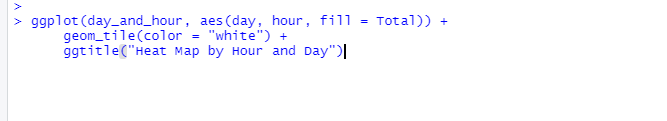 >
> ggplot(day_and_hour, aes(day, hour, fill = Total)) +
geom_tile(color = "white") +
ggtitle("Heat Map by Hour and Day")